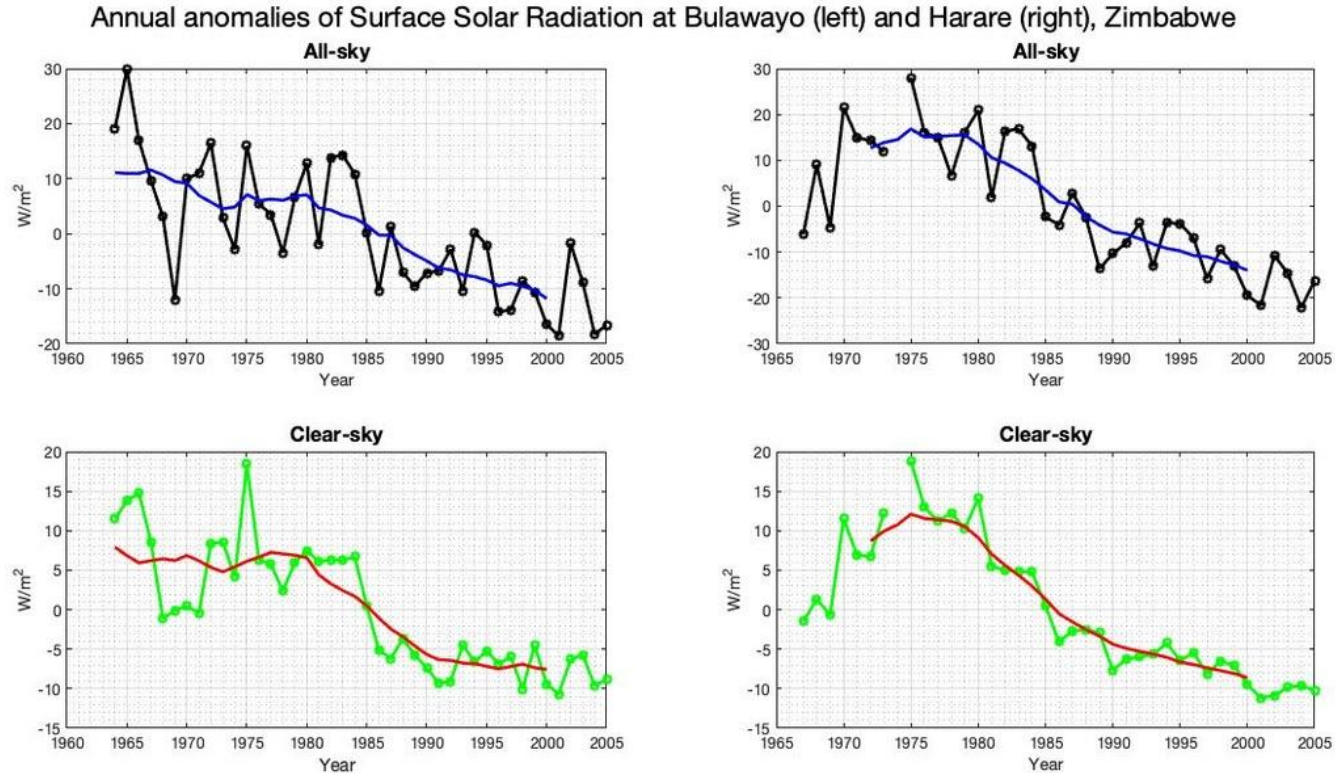 Annual anomalies of Surface Solar Radiation at Bulawayo (left) and Harare (right), Zimbabwe
All-sky
30
20
10
0
-10
-20
W/m²
1960 1965 1970 1975 1980 1985 1990 1995 2000 2005
Year
All-sky
30
20
10
0
-10
-20
-30
W/m²
1965 1970 1975 1980 1985 1990 1995 2000 2005
Year
Clear-sky
20
15
10
5
0
-5
-10
-15
W/m²
1960 1965 1970 1975 1980 1985 1990 1995 2000 2005
Year
Clear-sky
20
15
10
5
0
-5
-10
-15
W/m²
1965 1970 1975 1980 1985 1990 1995 2000 2005
Year